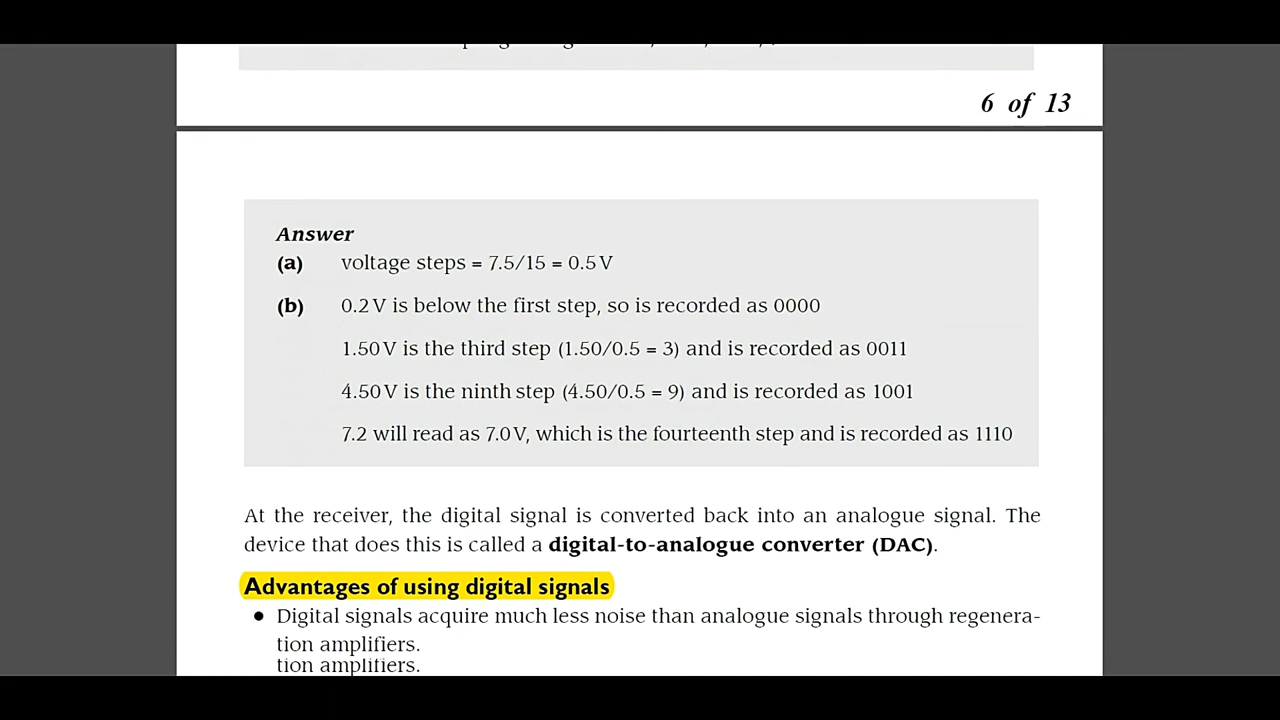 6 of 13
Answer
(a) voltage steps = 7.5/15 = 0.5 V
(b) 0.2 V is below the first step, so is recorded as 0000
1.50 V is the third step (1.50/0.5 = 3) and is recorded as 0011
4.50 V is the ninth step (4.50/0.5 = 9) and is recorded as 1001
7.2 will read as 7.0 V, which is the fourteenth step and is recorded as 1110
At the receiver, the digital signal is converted back into an analogue signal. The
device that does this is called a digital-to-analogue converter (DAC).
Advantages of using digital signals
• Digital signals acquire much less noise than analogue signals through regenera-
tion amplifiers.
tion amplifiers.